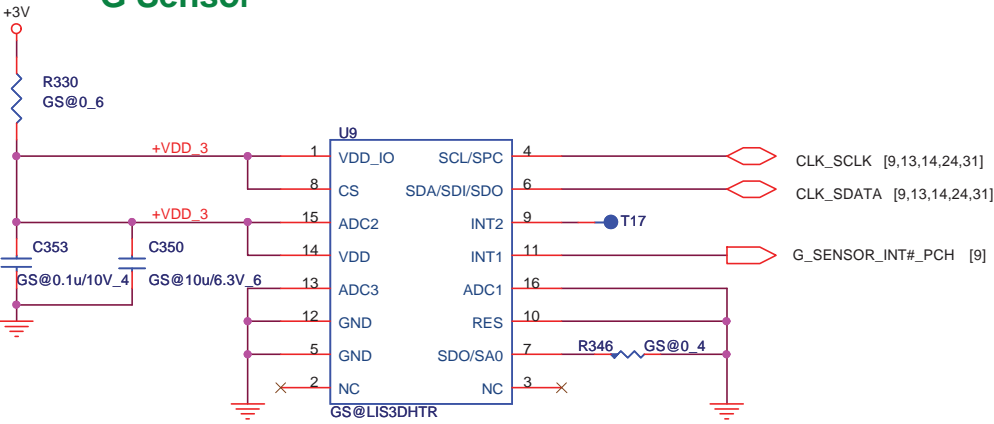 G Sensor
+3V
R330
GS@0_6
+VDD_3
+VDD_3
C353
GS@0.1u/10V_4
C350
GS@10u/6.3V_6
U9
1 VDD_IO
8 CS
15 ADC2
14 VDD
13 ADC3
12 GND
5 GND
2 NC
SCL/SPC 4
SDA/SDI/SDO 6
INT2 9
INT1 11
ADC1 16
RES 10
SDO/SA0 7
NC 3
GS@LIS3DHTR
CLK_SCLK [9,13,14,24,31]
CLK_SDATA [9,13,14,24,31]
T17
G_SENSOR_INT#_PCH [9]
R346 GS@0_4